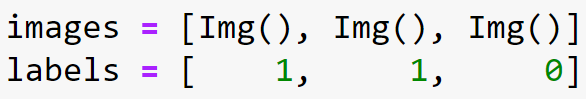 images = [Img(), Img(), Img()]
labels = [    1,     1,     0]